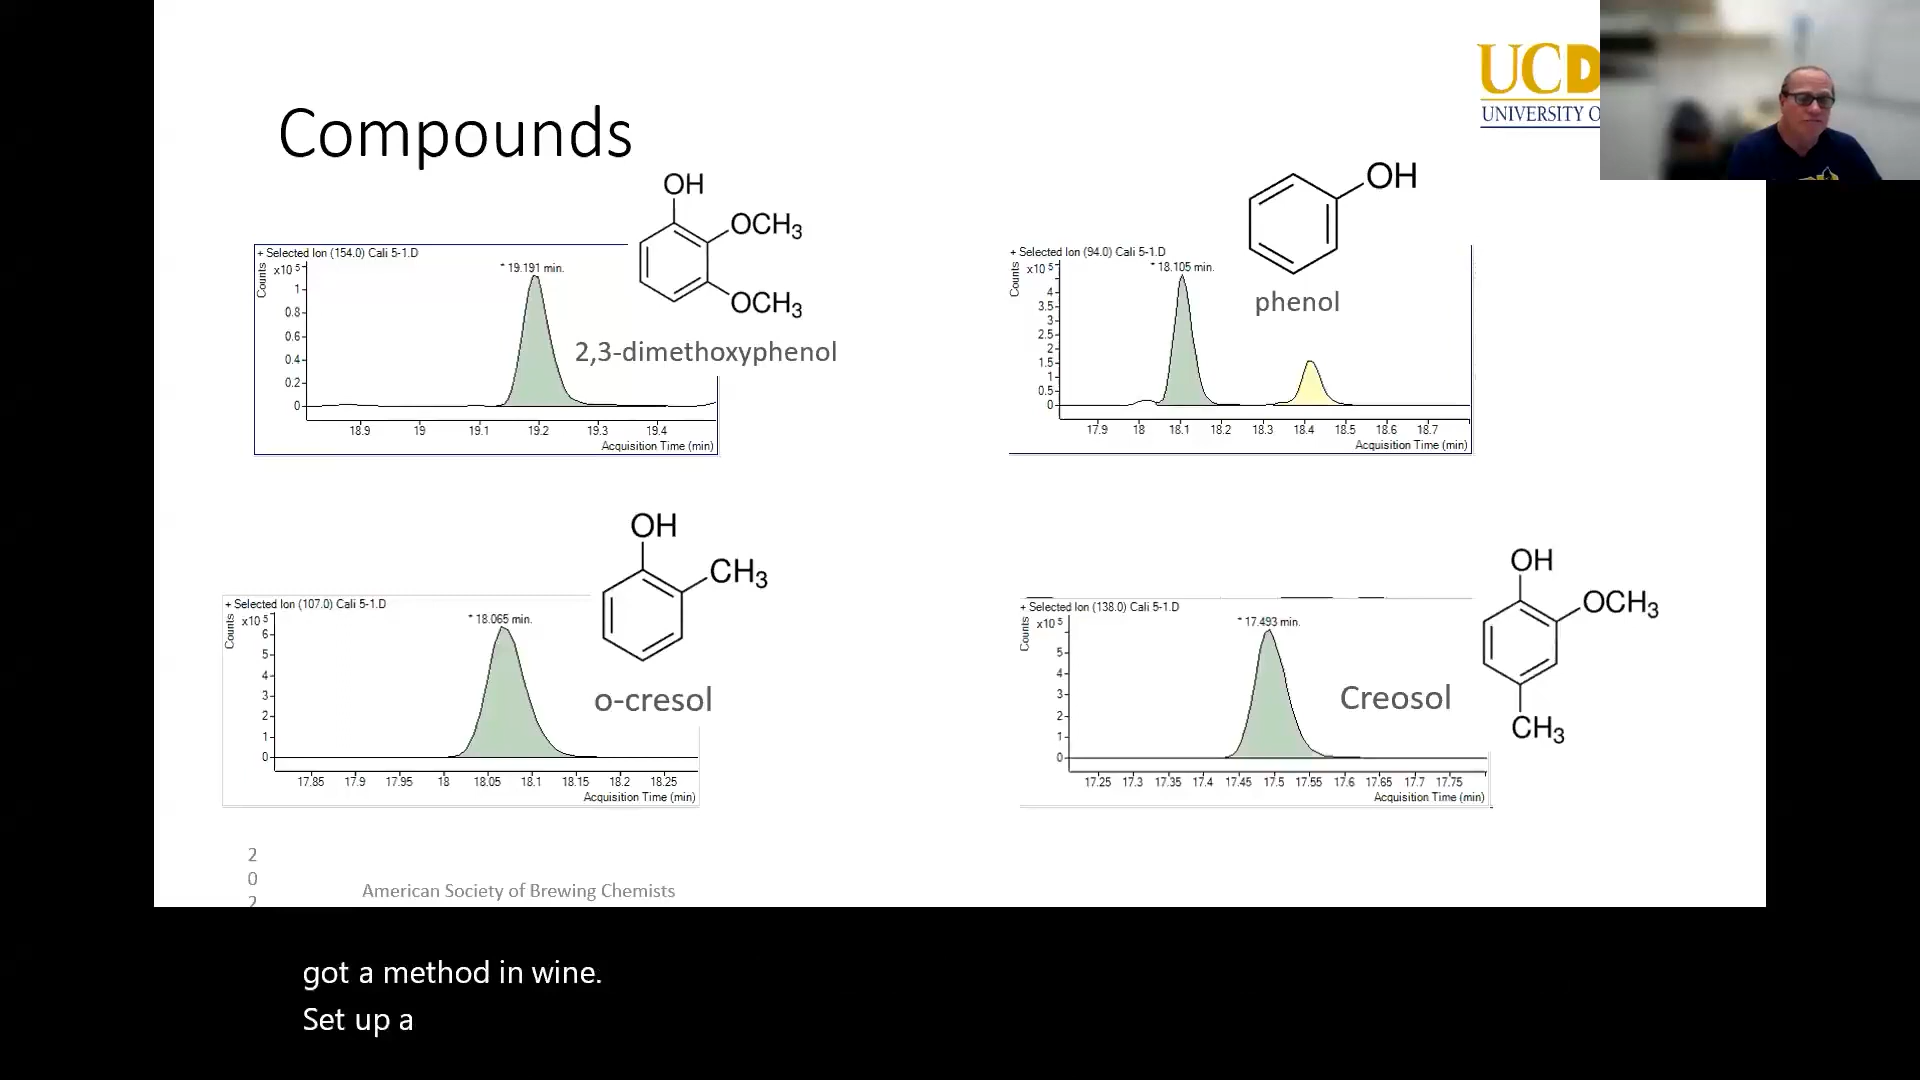 Compounds
UCD
UNIVERSITY O
OH
OCH3
OCH3
2,3-dimethoxyphenol
+ Selected Ion (154.0) Cali 5-1.D
Counts
x10 5
* 19.191 min.
1
0.8
0.6
0.4
0.2
0
18.9 19 19.1 19.2 19.3 19.4
Acquisition Time (min)
OH
phenol
+ Selected Ion (94.0) Cali 5-1.D
Counts
x10 5
* 18.105 min.
4
3.5
3
2.5
2
1.5
1
0.5
0
17.9 18 18.1 18.2 18.3 18.4 18.5 18.6 18.7
Acquisition Time (min)
OH
CH3
o-cresol
+ Selected Ion (107.0) Cali 5-1.D
Counts
x10 5
* 18.065 min.
6
5
4
3
2
1
0
17.85 17.9 17.95 18 18.05 18.1 18.15 18.2 18.25
Acquisition Time (min)
OH
OCH3
CH3
Creosol
+ Selected Ion (138.0) Cali 5-1.D
Counts
x10 5
* 17.493 min.
5
4
3
2
1
0
17.25 17.3 17.35 17.4 17.45 17.5 17.55 17.6 17.65 17.7 17.75
Acquisition Time (min)
2
0
2
American Society of Brewing Chemists
got a method in wine.
Set up a